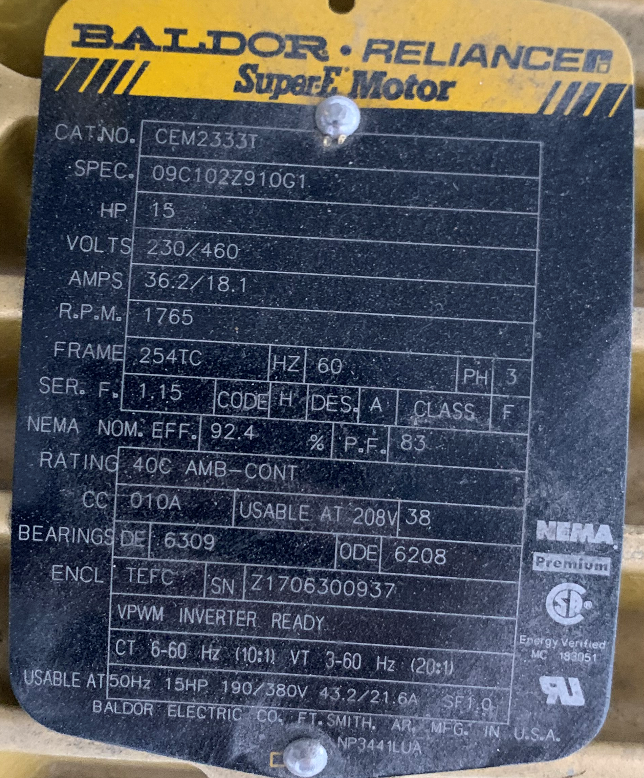 BALDOR · RELIANCE
Super-E Motor
CAT.NO. CEM2333T
SPEC. 09C102Z910G1
HP 15
VOLTS 230/460
AMPS 36.2/18.1
R.P.M. 1765
FRAME 254TC HZ 60 PH 3
SER. F. 1.15 CODE H DES. A CLASS F
NEMA NOM. EFF. 92.4 % P.F. 83
RATING 40C AMB-CONT
CC 010A USABLE AT 208V 38
BEARINGS DE 6309 ODE 6208
ENCL TEFC SN Z1706300937
VPWM INVERTER READY
CT 6-60 Hz (10:1) VT 3-60 Hz (20:1)
USABLE AT 50Hz 15HP 190/380V 43.2/21.6A SF1.0
BALDOR ELECTRIC CO. FT.SMITH, AR. MFG. IN U.S.A.
NP3441LUA
NEMA
Premium
Energy Verified
MC 183051